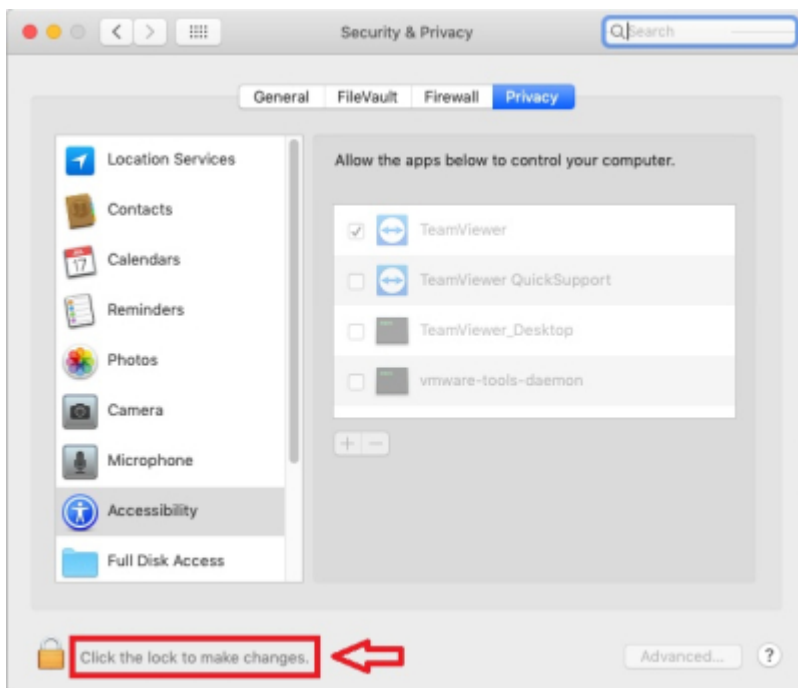 Security & Privacy
Search
General FileVault Firewall Privacy
Location Services
Contacts
JUL
17
Calendars
Reminders
Photos
Camera
Microphone
Accessibility
Full Disk Access
Allow the apps below to control your computer.
TeamViewer
TeamViewer QuickSupport
TeamViewer_Desktop
vmware-tools-daemon
+ −
Click the lock to make changes.
Advanced... ?